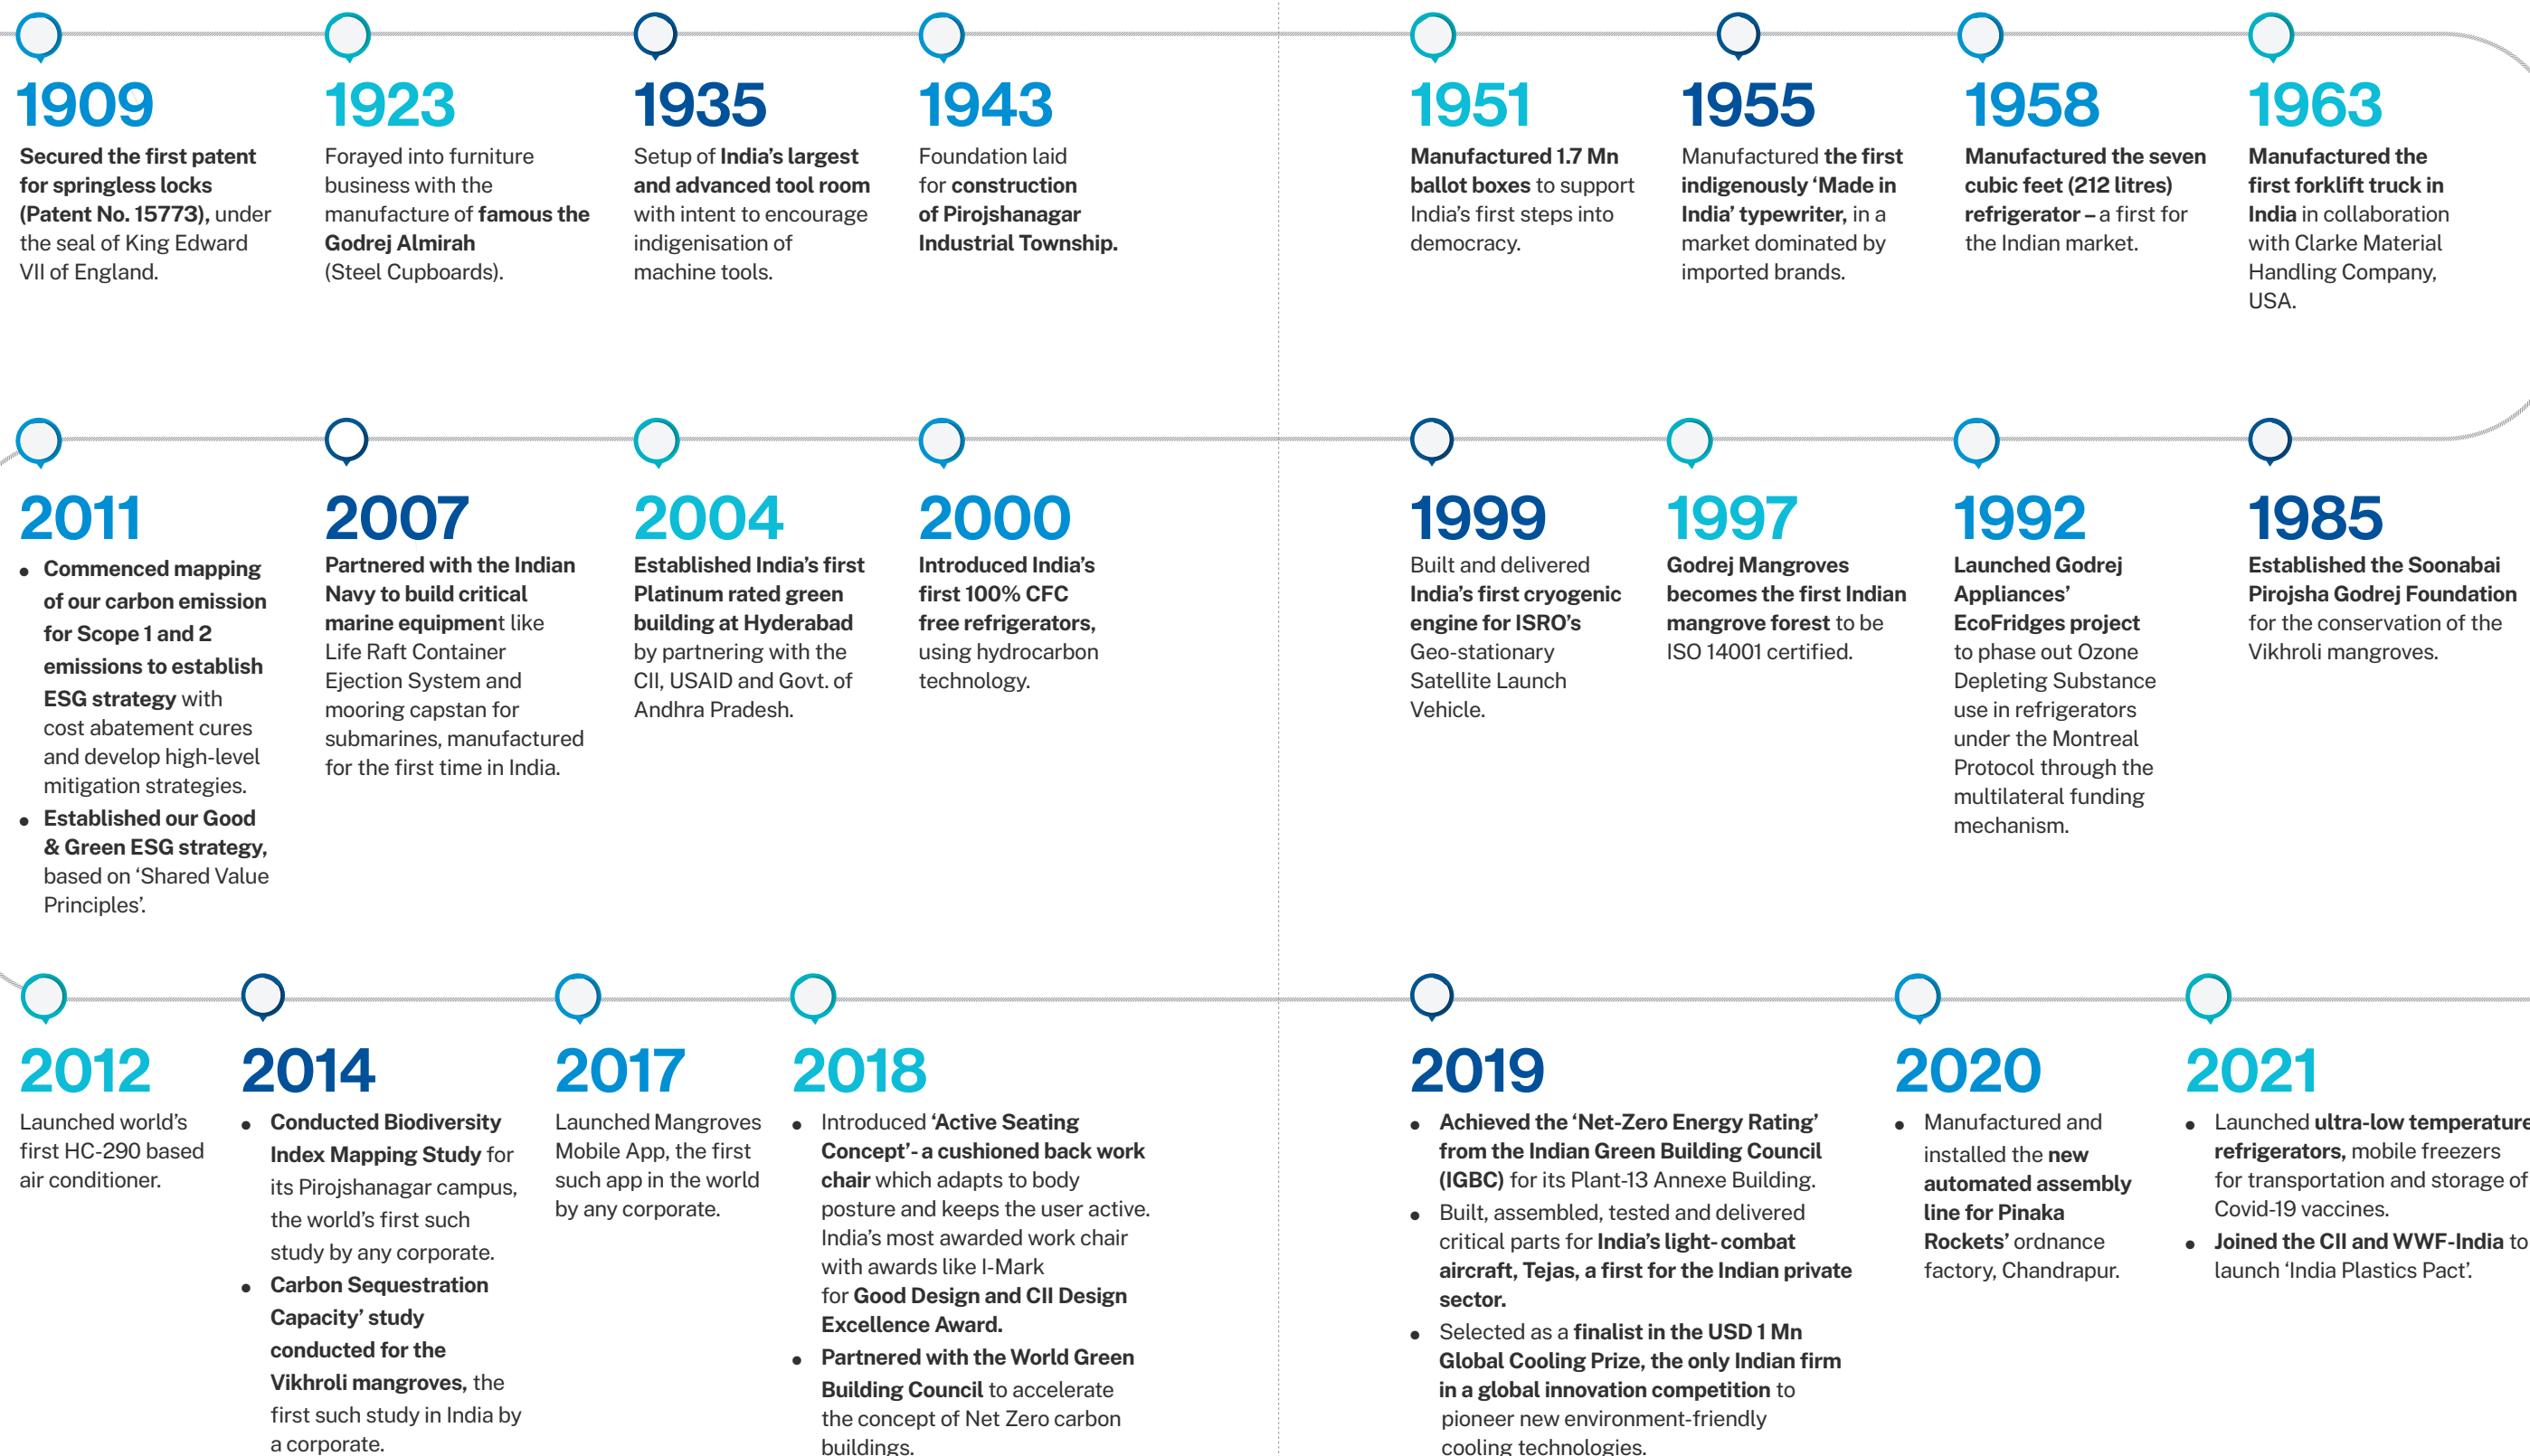 1909
Secured the first patent
for springless locks
(Patent No. 15773), under
the seal of King Edward
VII of England.
1923
Forayed into furniture
business with the
manufacture of famous the
Godrej Almirah
(Steel Cupboards).
1935
Setup of India’s largest
and advanced tool room
with intent to encourage
indigenisation of
machine tools.
1943
Foundation laid
for construction
of Pirojshanagar
Industrial Township.
1951
Manufactured 1.7 Mn
ballot boxes to support
India’s first steps into
democracy.
1955
Manufactured the first
indigenously ‘Made in
India’ typewriter, in a
market dominated by
imported brands.
1958
Manufactured the seven
cubic feet (212 litres)
refrigerator – a first for
the Indian market.
1963
Manufactured the
first forklift truck in
India in collaboration
with Clarke Material
Handling Company,
USA.
2011
• Commenced mapping
of our carbon emission
for Scope 1 and 2
emissions to establish
ESG strategy with
cost abatement cures
and develop high-level
mitigation strategies.
• Established our Good
& Green ESG strategy,
based on ‘Shared Value
Principles’.
2007
Partnered with the Indian
Navy to build critical
marine equipment like
Life Raft Container
Ejection System and
mooring capstan for
submarines, manufactured
for the first time in India.
2004
Established India’s first
Platinum rated green
building at Hyderabad
by partnering with the
CII, USAID and Govt. of
Andhra Pradesh.
2000
Introduced India’s
first 100% CFC
free refrigerators,
using hydrocarbon
technology.
1999
Built and delivered
India’s first cryogenic
engine for ISRO’s
Geo-stationary
Satellite Launch
Vehicle.
1997
Godrej Mangroves
becomes the first Indian
mangrove forest to be
ISO 14001 certified.
1992
Launched Godrej
Appliances’
EcoFridges project
to phase out Ozone
Depleting Substance
use in refrigerators
under the Montreal
Protocol through the
multilateral funding
mechanism.
1985
Established the Soonabai
Pirojsha Godrej Foundation
for the conservation of the
Vikhroli mangroves.
2012
Launched world’s
first HC-290 based
air conditioner.
2014
• Conducted Biodiversity
Index Mapping Study for
its Pirojshanagar campus,
the world’s first such
study by any corporate.
• Carbon Sequestration
Capacity’ study
conducted for the
Vikhroli mangroves, the
first such study in India by
a corporate.
2017
Launched Mangroves
Mobile App, the first
such app in the world
by any corporate.
2018
• Introduced ‘Active Seating
Concept’- a cushioned back work
chair which adapts to body
posture and keeps the user active.
India’s most awarded work chair
with awards like I-Mark
for Good Design and CII Design
Excellence Award.
• Partnered with the World Green
Building Council to accelerate
the concept of Net Zero carbon
buildings.
2019
• Achieved the ‘Net-Zero Energy Rating’
from the Indian Green Building Council
(IGBC) for its Plant-13 Annexe Building.
• Built, assembled, tested and delivered
critical parts for India’s light- combat
aircraft, Tejas, a first for the Indian private
sector.
• Selected as a finalist in the USD 1 Mn
Global Cooling Prize, the only Indian firm
in a global innovation competition to
pioneer new environment-friendly
cooling technologies.
2020
• Manufactured and
installed the new
automated assembly
line for Pinaka
Rockets’ ordnance
factory, Chandrapur.
2021
• Launched ultra-low temperature
refrigerators, mobile freezers
for transportation and storage of
Covid-19 vaccines.
• Joined the CII and WWF-India to
launch ‘India Plastics Pact’.